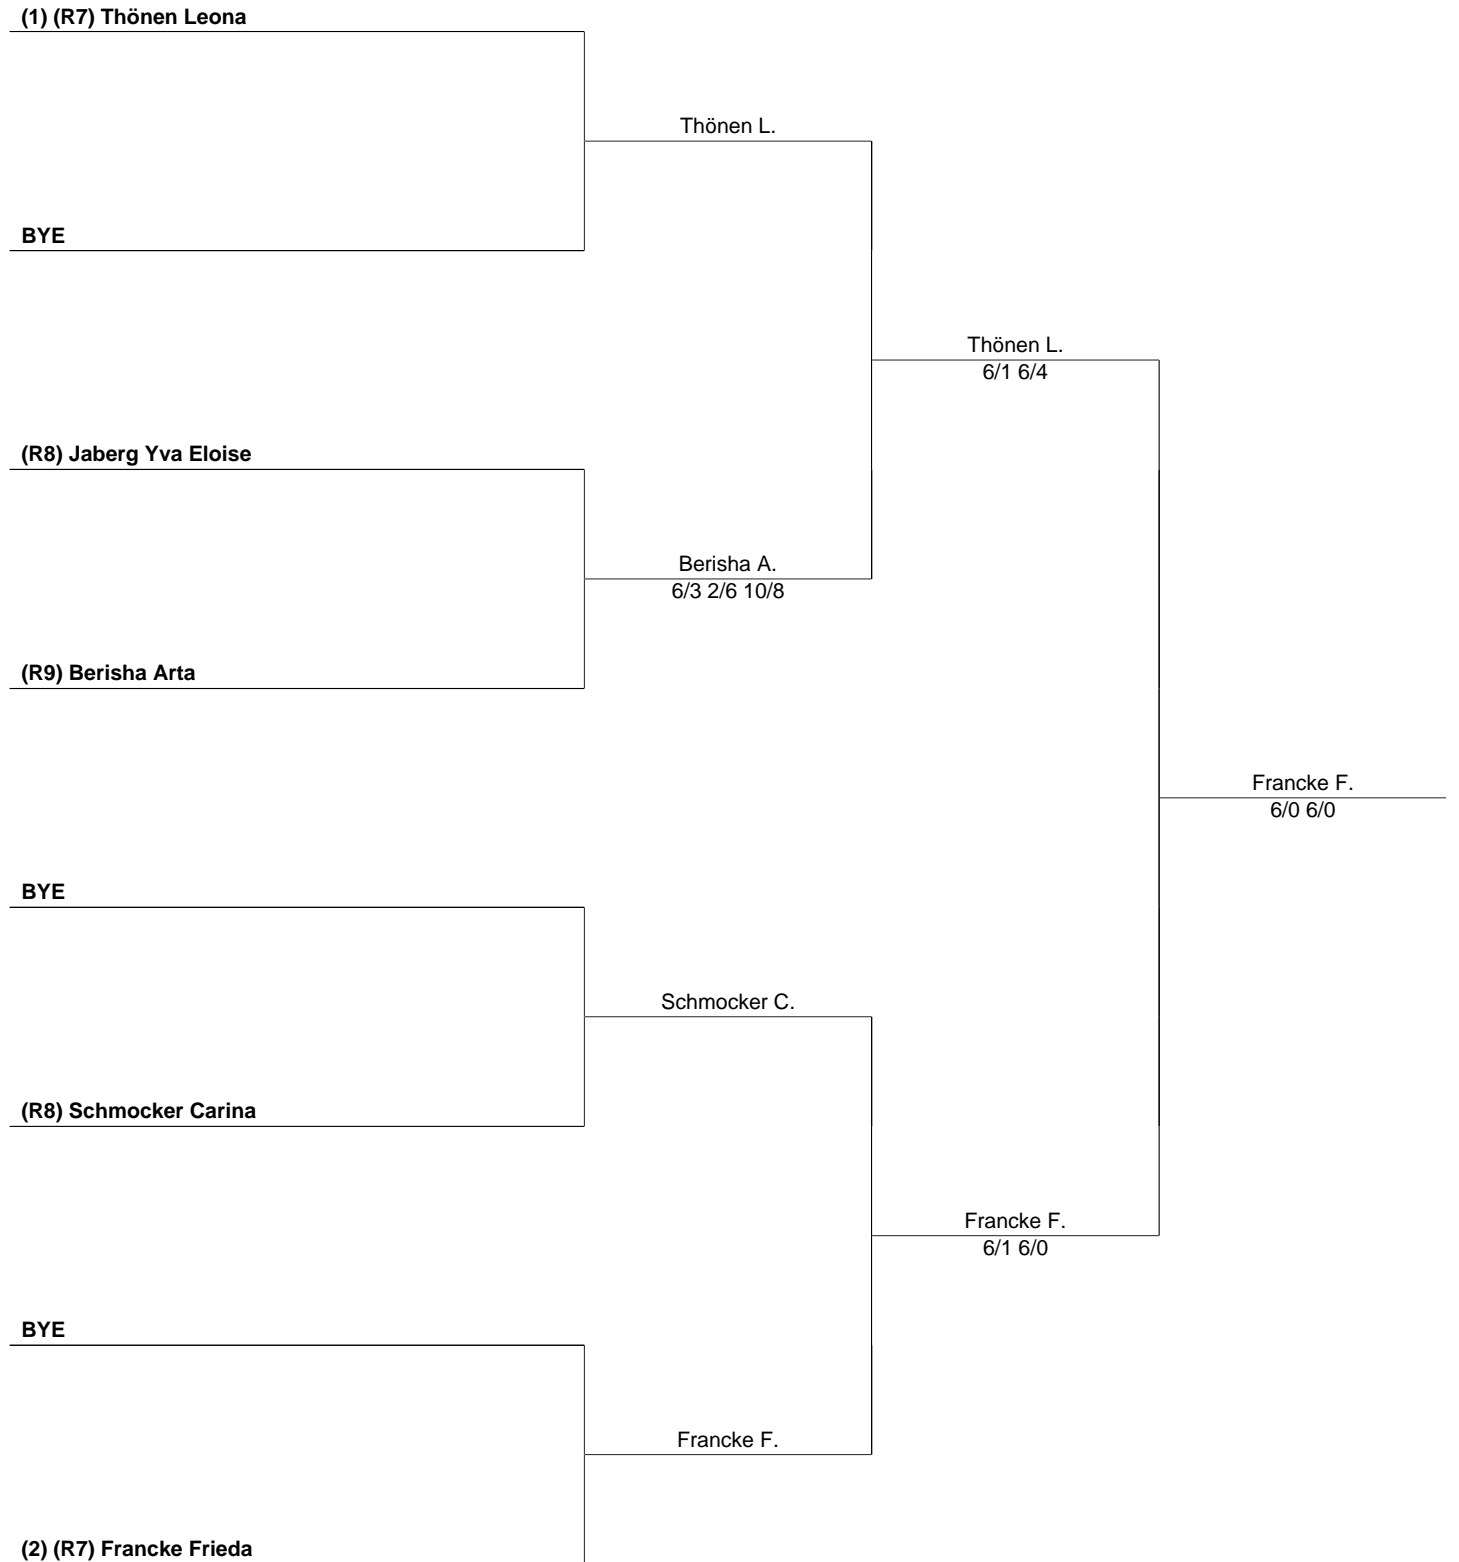 (1) (R7) Thönen Leona
Thönen L.
BYE
Thönen L.
6/1 6/4
(R8) Jaberg Yva Eloise
Berisha A.
6/3 2/6 10/8
(R9) Berisha Arta
Francke F.
6/0 6/0
BYE
Schmocker C.
(R8) Schmocker Carina
Francke F.
6/1 6/0
BYE
Francke F.
(2) (R7) Francke Frieda